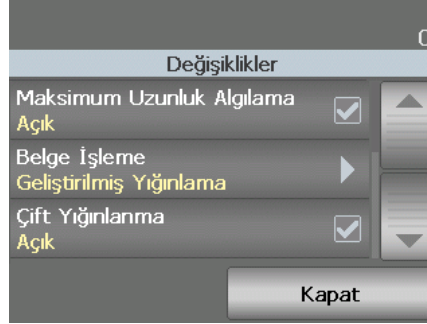 Değişiklikler
Maksimum Uzunluk Algılama
Açık
Belge İşleme
Geliştirilmiş Yığınlama
Çift Yığınlanma
Açık
Kapat